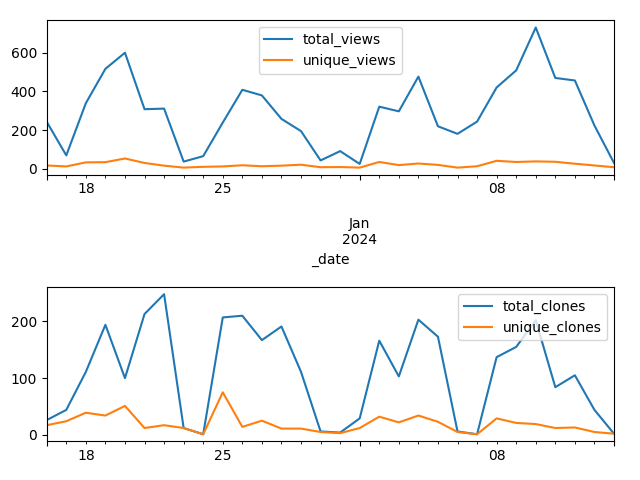 total_views
unique_views
600
400
200
0
18 25 08
Jan
2024
_date
total_clones
unique_clones
200
100
0
18 25 08